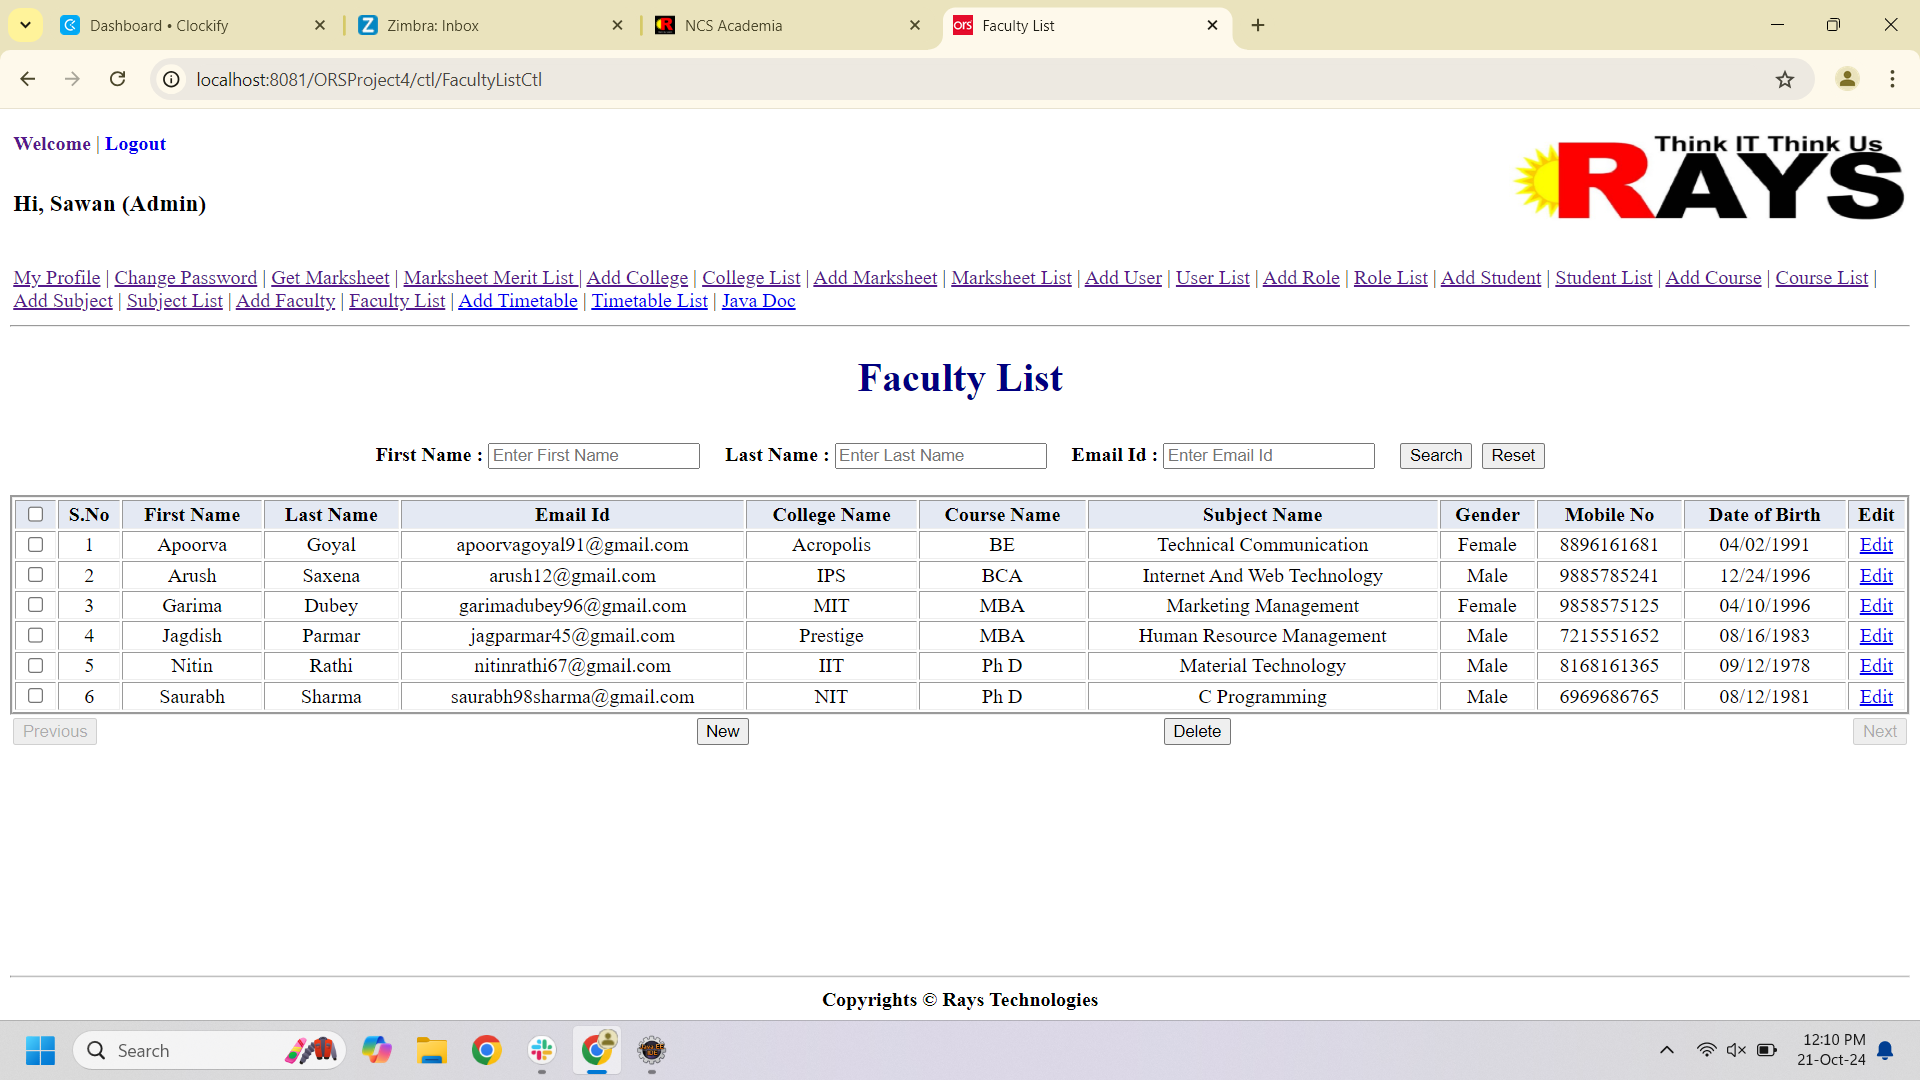 Dashboard • Clockify
Zimbra: Inbox
NCS Academia
ORS
Faculty List
localhost:8081/ORSProject4/ctl/FacultyListCtl
Welcome | Logout
Think IT Think Us
RAYS
Hi, Sawan (Admin)
My Profile | Change Password | Get Marksheet | Marksheet Merit List | Add College | College List | Add Marksheet | Marksheet List | Add User | User List | Add Role | Role List | Add Student | Student List | Add Course | Course List |
Add Subject | Subject List | Add Faculty | Faculty List | Add Timetable | Timetable List | Java Doc
Faculty List
First Name : Enter First Name Last Name : Enter Last Name Email Id : Enter Email Id Search Reset
S.No First Name Last Name Email Id College Name Course Name Subject Name Gender Mobile No Date of Birth Edit
1 Apoorva Goyal apoorvagoyal91@gmail.com Acropolis BE Technical Communication Female 8896161681 04/02/1991 Edit
2 Arush Saxena arush12@gmail.com IPS BCA Internet And Web Technology Male 9885785241 12/24/1996 Edit
3 Garima Dubey garimadubey96@gmail.com MIT MBA Marketing Management Female 9858575125 04/10/1996 Edit
4 Jagdish Parmar jagparmar45@gmail.com Prestige MBA Human Resource Management Male 7215551652 08/16/1983 Edit
5 Nitin Rathi nitinrathi67@gmail.com IIT Ph D Material Technology Male 8168161365 09/12/1978 Edit
6 Saurabh Sharma saurabh98sharma@gmail.com NIT Ph D C Programming Male 6969686765 08/12/1981 Edit
Previous New Delete Next
Copyrights © Rays Technologies
Search
12:10 PM
21-Oct-24